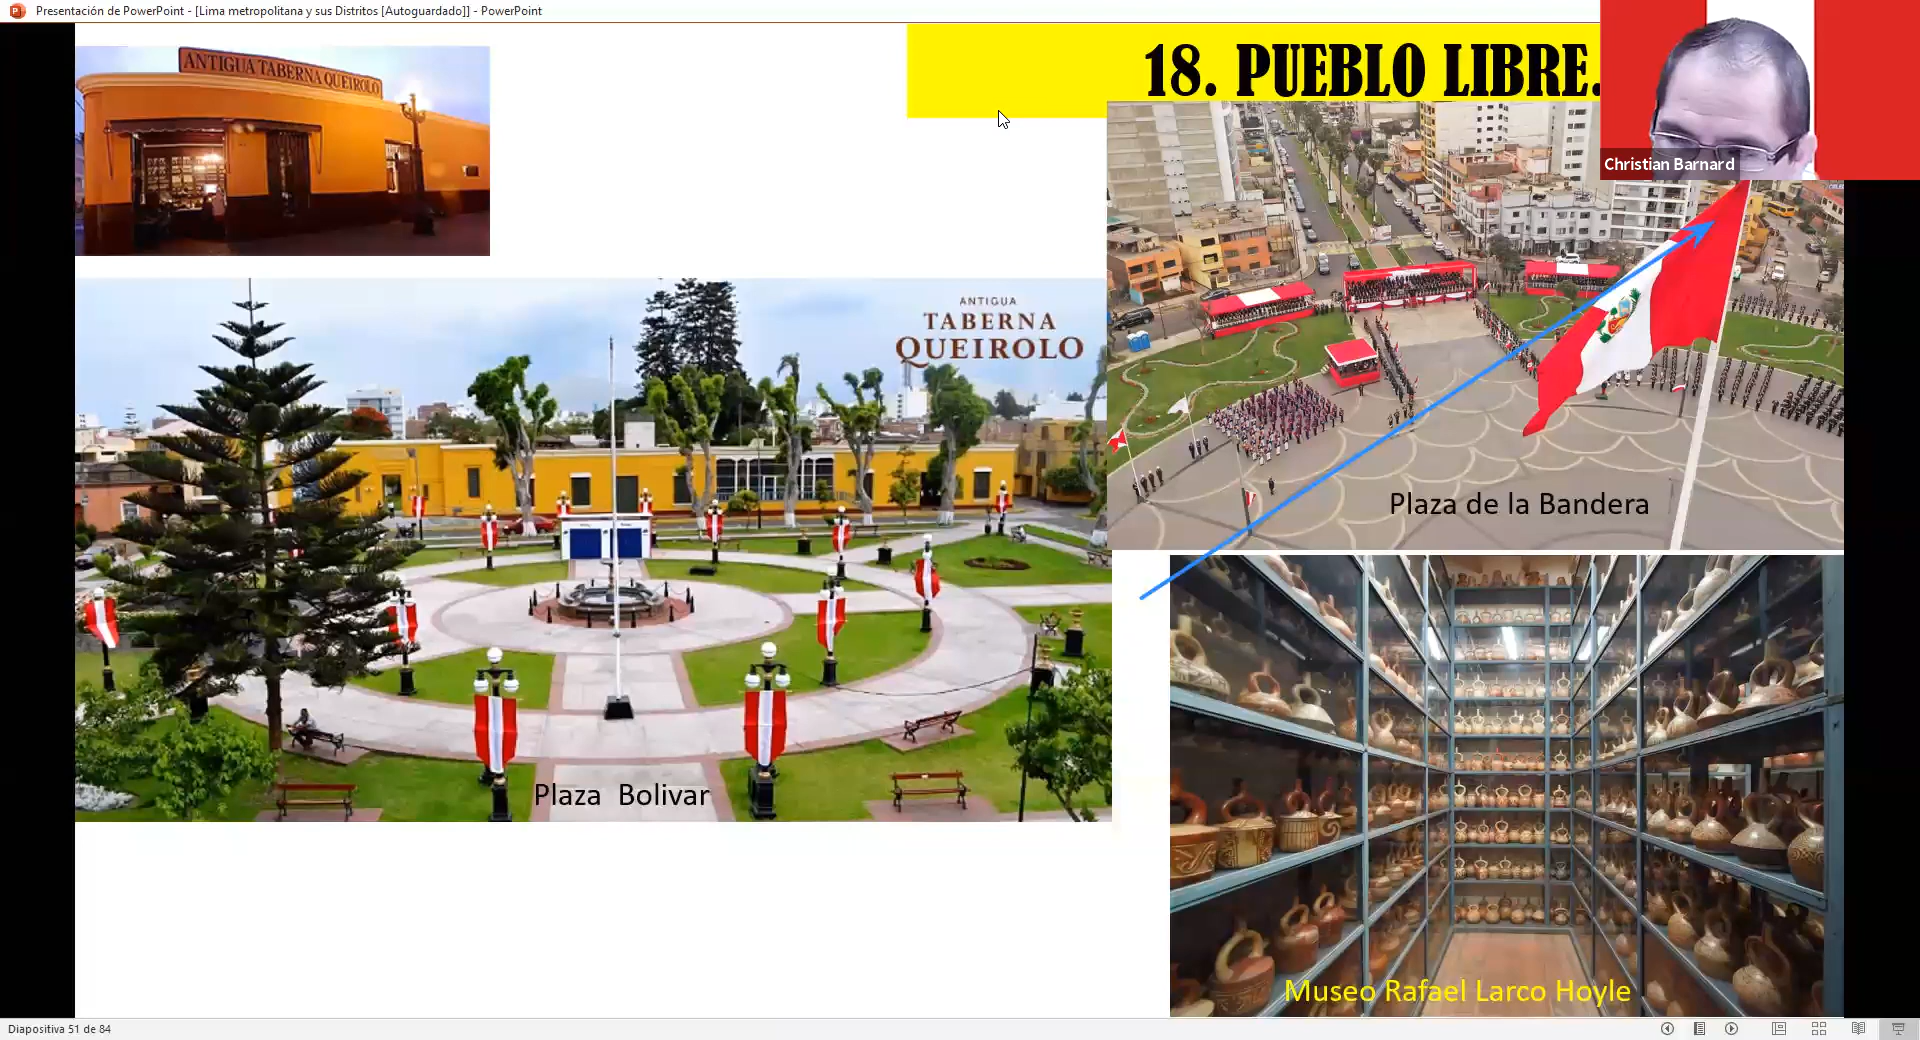 Presentación de PowerPoint - [Lima metropolitana y sus Distritos [Autoguardado]] - PowerPoint
ANTIGUA TABERNA QUEIROLO
18. PUEBLO LIBRE.
Christian Barnard
ANTIGUA
TABERNA
QUEIROLO
Plaza de la Bandera
Plaza Bolivar
Museo Rafael Larco Hoyle
Diapositiva 51 de 84